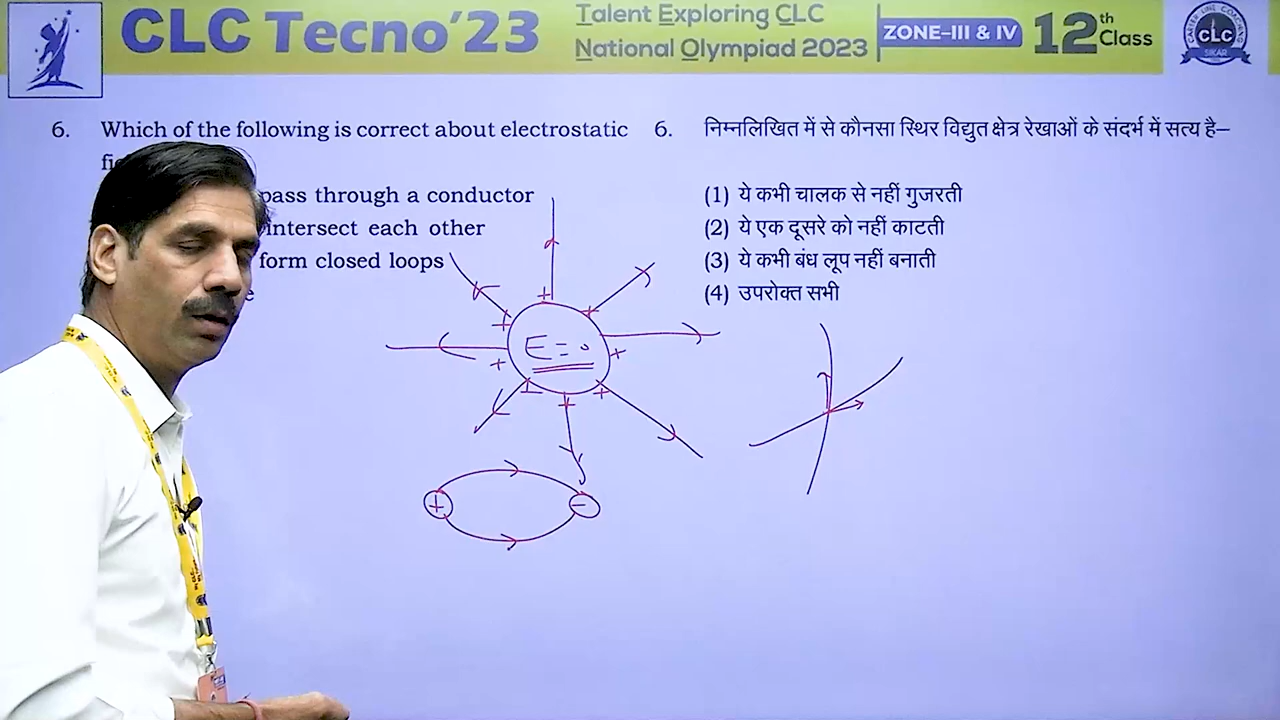 CLC Tecno'23
Talent Exploring CLC
National Olympiad 2023
ZONE-III & IV
12th Class
CAREER LINE COACHING
CLC
SIKAR
6. Which of the following is correct about electrostatic
pass through a conductor
intersect each other
form closed loops
6. निम्नलिखित में से कौनसा स्थिर विद्युत क्षेत्र रेखाओं के संदर्भ में सत्य है–
(1) ये कभी चालक से नहीं गुजरती
(2) ये एक दूसरे को नहीं काटती
(3) ये कभी बंध लूप नहीं बनाती
(4) उपरोक्त सभी
+
+
+
E = 0
+
+
+
+
+
+
-